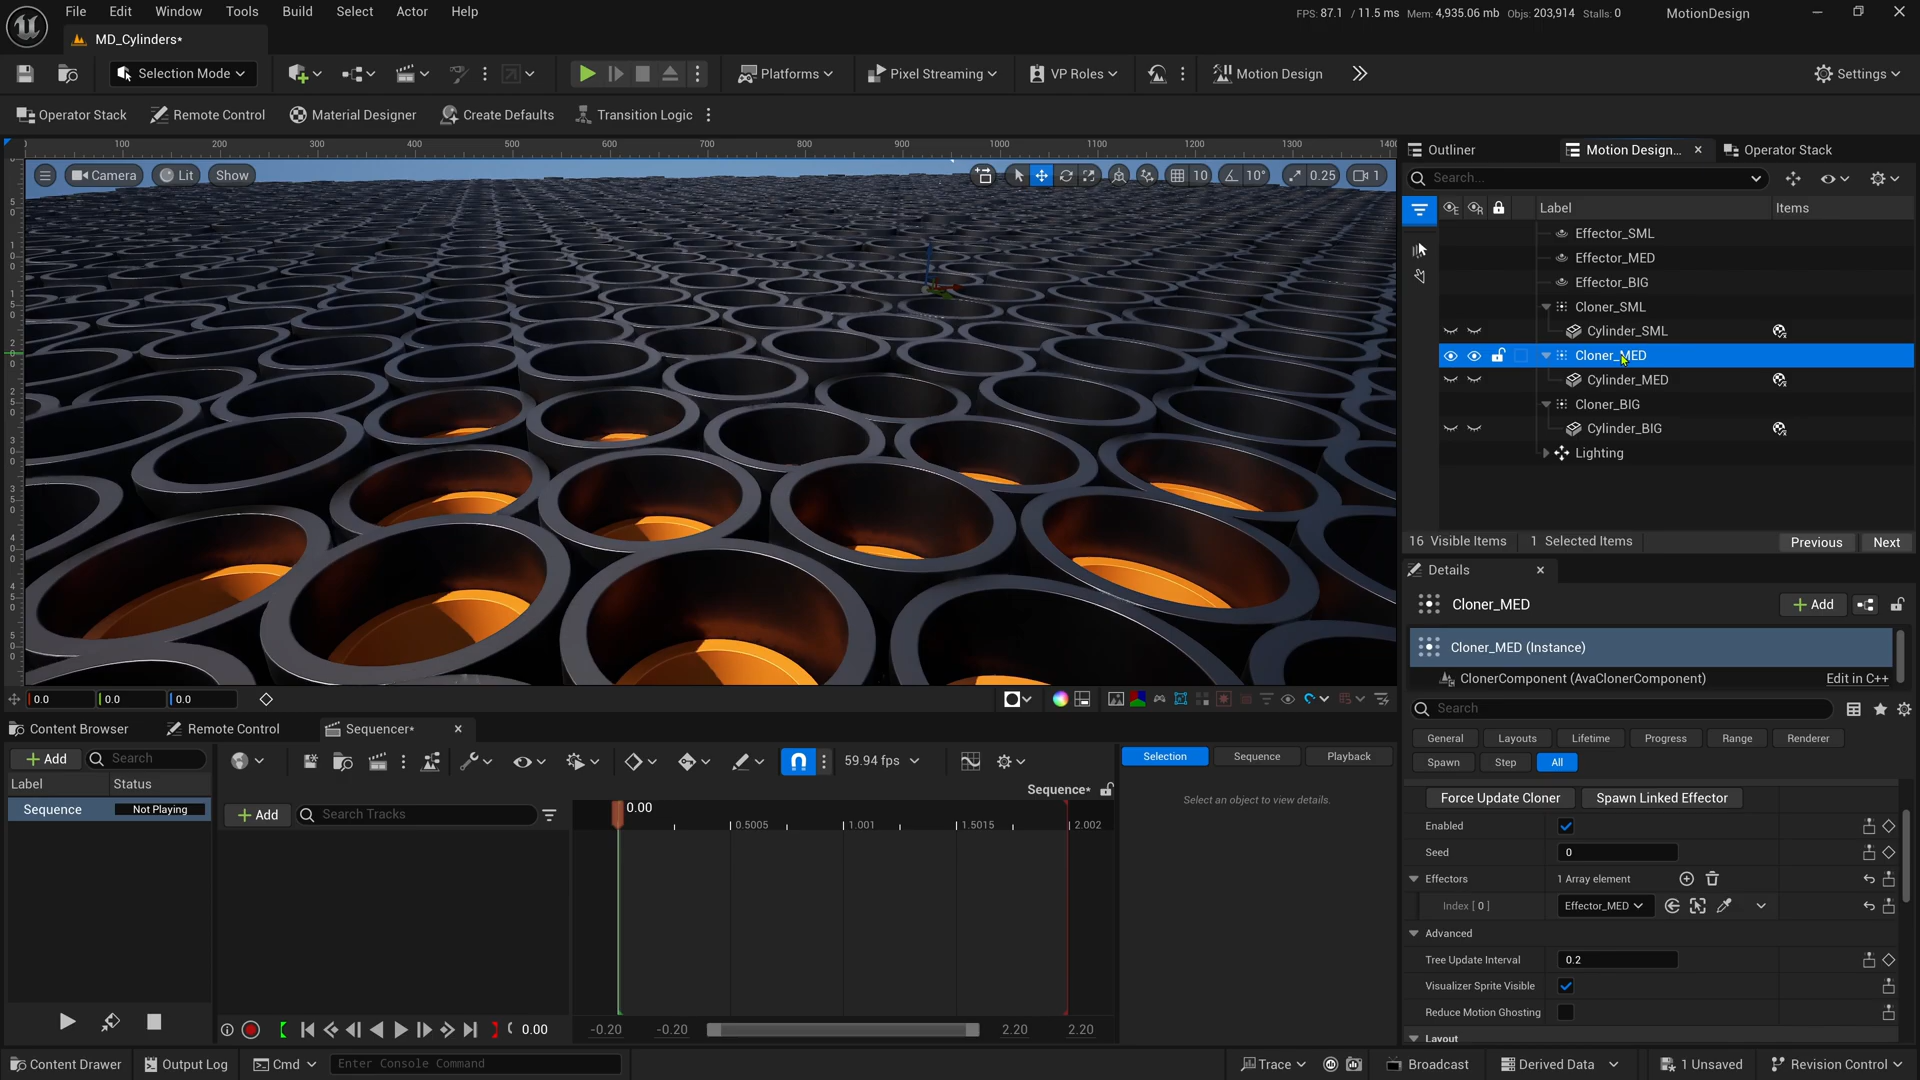 File Edit Window Tools Build Select Actor Help
FPS: 87.1 / 11.5 ms Mem: 4,935.06 mb Objs: 203,914 Stalls: 0 MotionDesign
MD_Cylinders*
Selection Mode Platforms Pixel Streaming VP Roles Motion Design Settings
Operator Stack Remote Control Material Designer Create Defaults Transition Logic
100 200 300 400 500 600 700 800 900 1000 1100 1200 1300 1400
Camera Lit Show 10 10° 0.25 1
Outliner Motion Design... Operator Stack
Search...
Label Items
Effector_SML
Effector_MED
Effector_BIG
Cloner_SML
Cylinder_SML
Cloner_MED
Cylinder_MED
Cloner_BIG
Cylinder_BIG
Lighting
16 Visible Items 1 Selected Items Previous Next
Details
Cloner_MED Add
Cloner_MED (Instance)
ClonerComponent (AvaClonerComponent) Edit in C++
Search
General Layouts Lifetime Progress Range Renderer
Spawn Step All
Force Update Cloner Spawn Linked Effector
Enabled
Seed 0
Effectors 1 Array element
Index [ 0 ] Effector_MED
Advanced
Tree Update Interval 0.2
Visualizer Sprite Visible
Reduce Motion Ghosting
Layout
0.0 0.0 0.0
Content Browser Remote Control Sequencer*
Add Search 59.94 fps Selection Sequence Playback
Label Status Sequence*
Sequence Not Playing
Add Search Tracks 0.00
0.5005 1.001 1.5015 2.002
Select an object to view details.
0.00 -0.20 -0.20 2.20 2.20
Content Drawer Output Log Cmd Enter Console Command Trace Broadcast Derived Data 1 Unsaved Revision Control